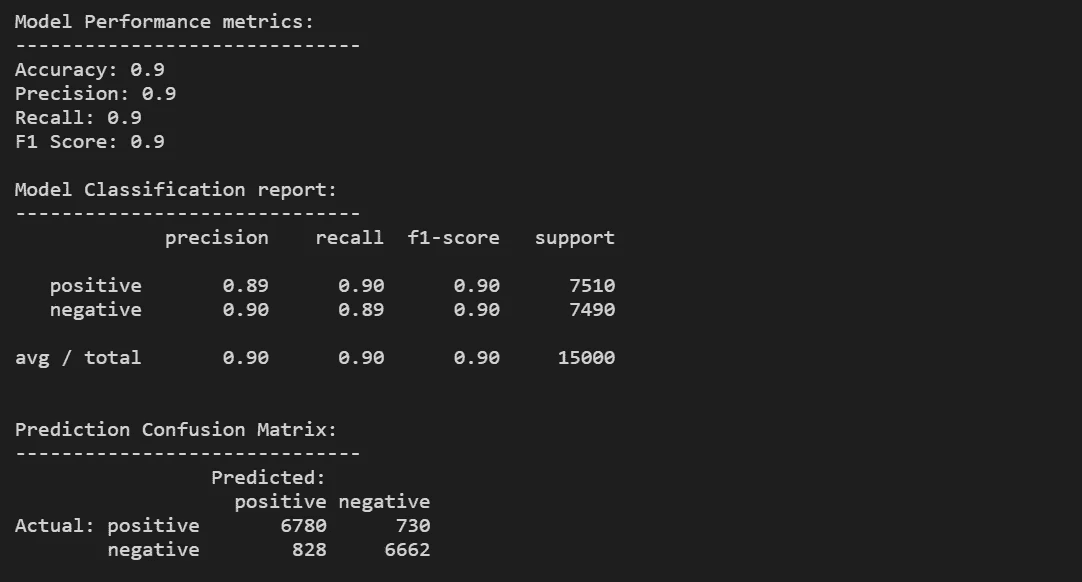 Model Performance metrics:
------------------------------
Accuracy: 0.9
Precision: 0.9
Recall: 0.9
F1 Score: 0.9
Model Classification report:
------------------------------
precision recall f1-score support
positive 0.89 0.90 0.90 7510
negative 0.90 0.89 0.90 7490
avg / total 0.90 0.90 0.90 15000
Prediction Confusion Matrix:
------------------------------
Predicted:
positive negative
Actual: positive 6780 730
negative 828 6662